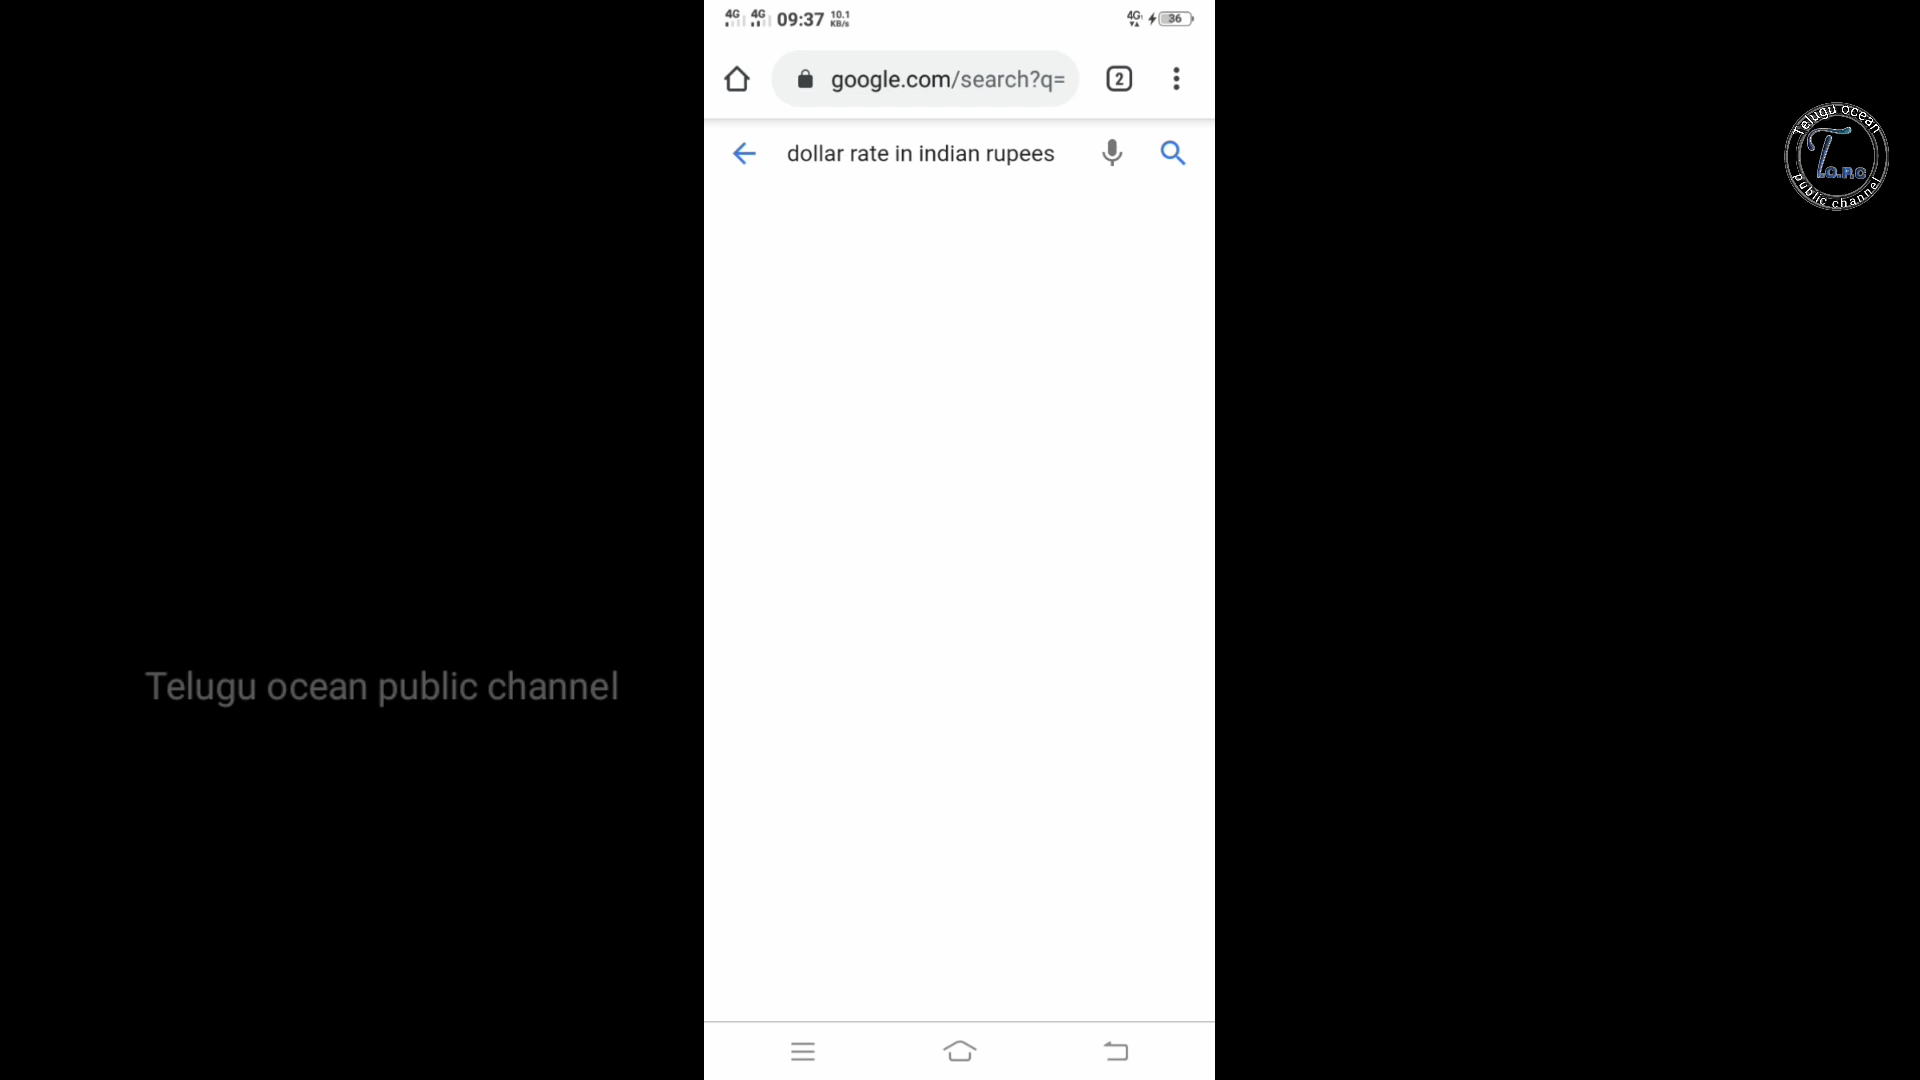 4G 4G 09:37 10.1 KB/s 4G 36
google.com/search?q= 2
dollar rate in indian rupees
Telugu ocean
T.O.P.C
public channel
Telugu ocean public channel